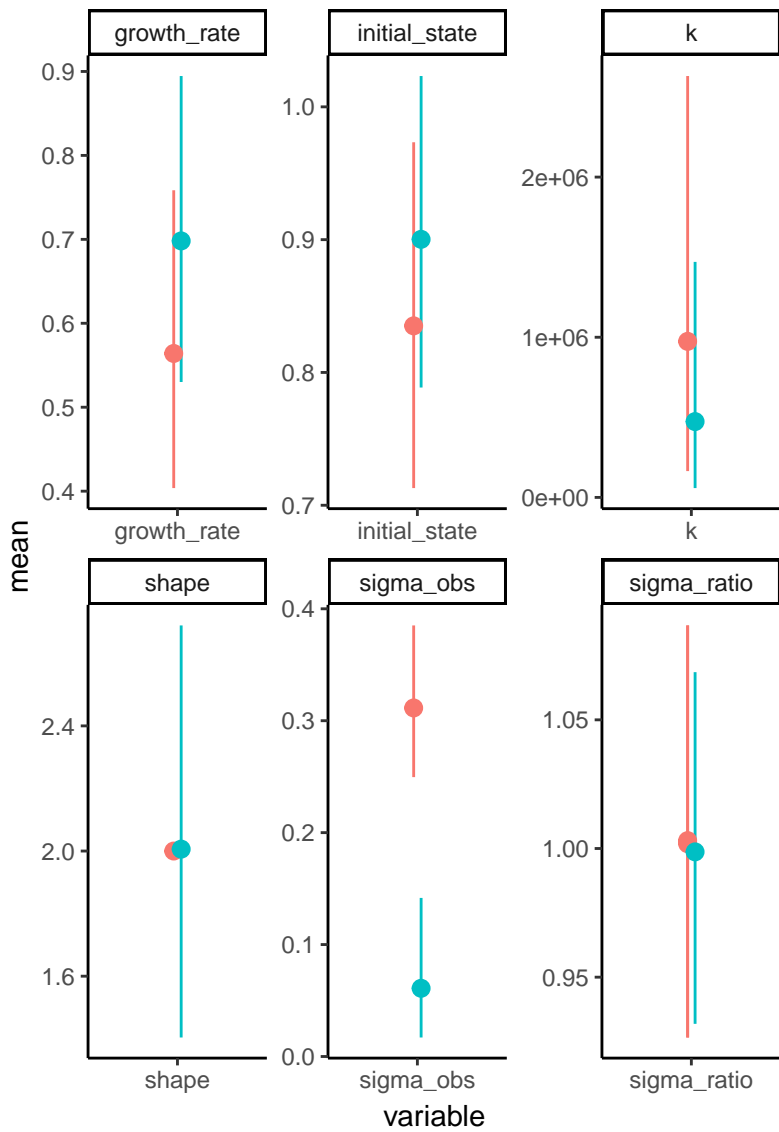 growth_rate
initial_state
k
0.9
0.8
0.7
0.6
0.5
0.4
1.0
0.9
0.8
0.7
2e+06
1e+06
0e+00
growth_rate
initial_state
k
mean
shape
sigma_obs
sigma_ratio
2.4
2.0
1.6
0.4
0.3
0.2
0.1
0.0
1.05
1.00
0.95
shape
sigma_obs
sigma_ratio
variable